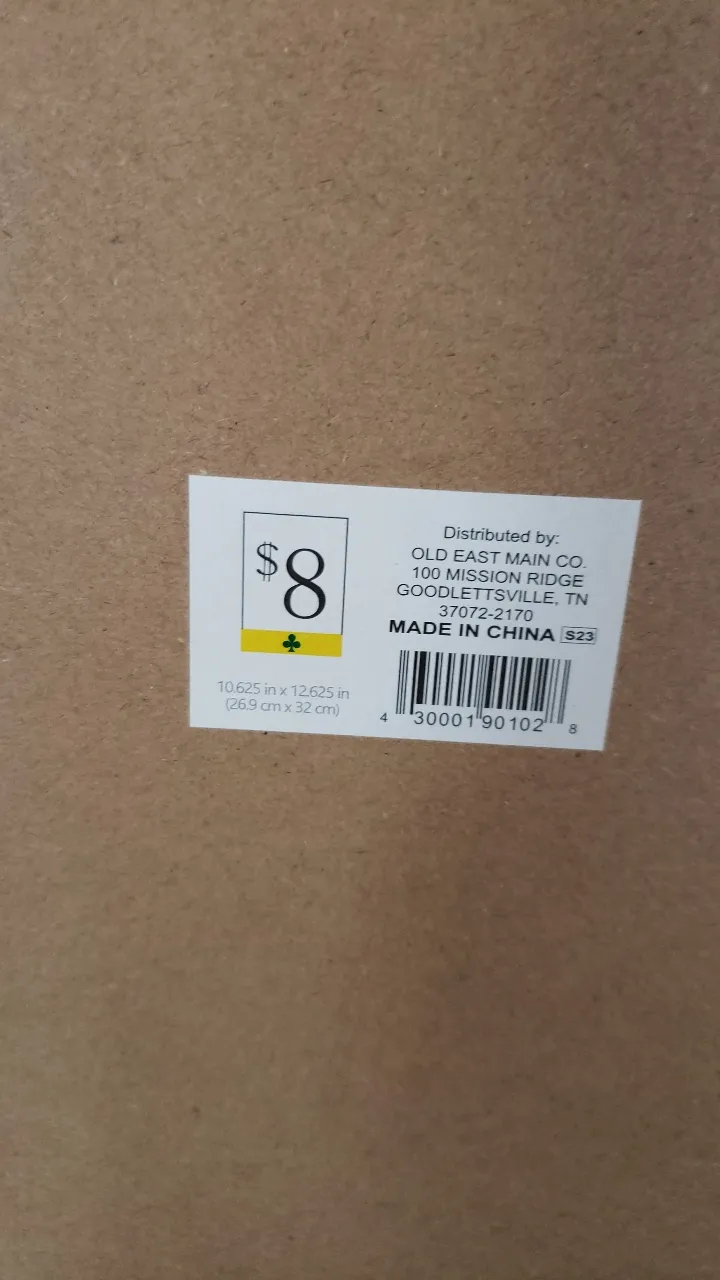 $8
10.625 in x 12.625 in
(26.9 cm x 32 cm)
Distributed by:
OLD EAST MAIN CO.
100 MISSION RIDGE
GOODLETTSVILLE, TN
37072-2170
MADE IN CHINA S23
4 30001 90102 8